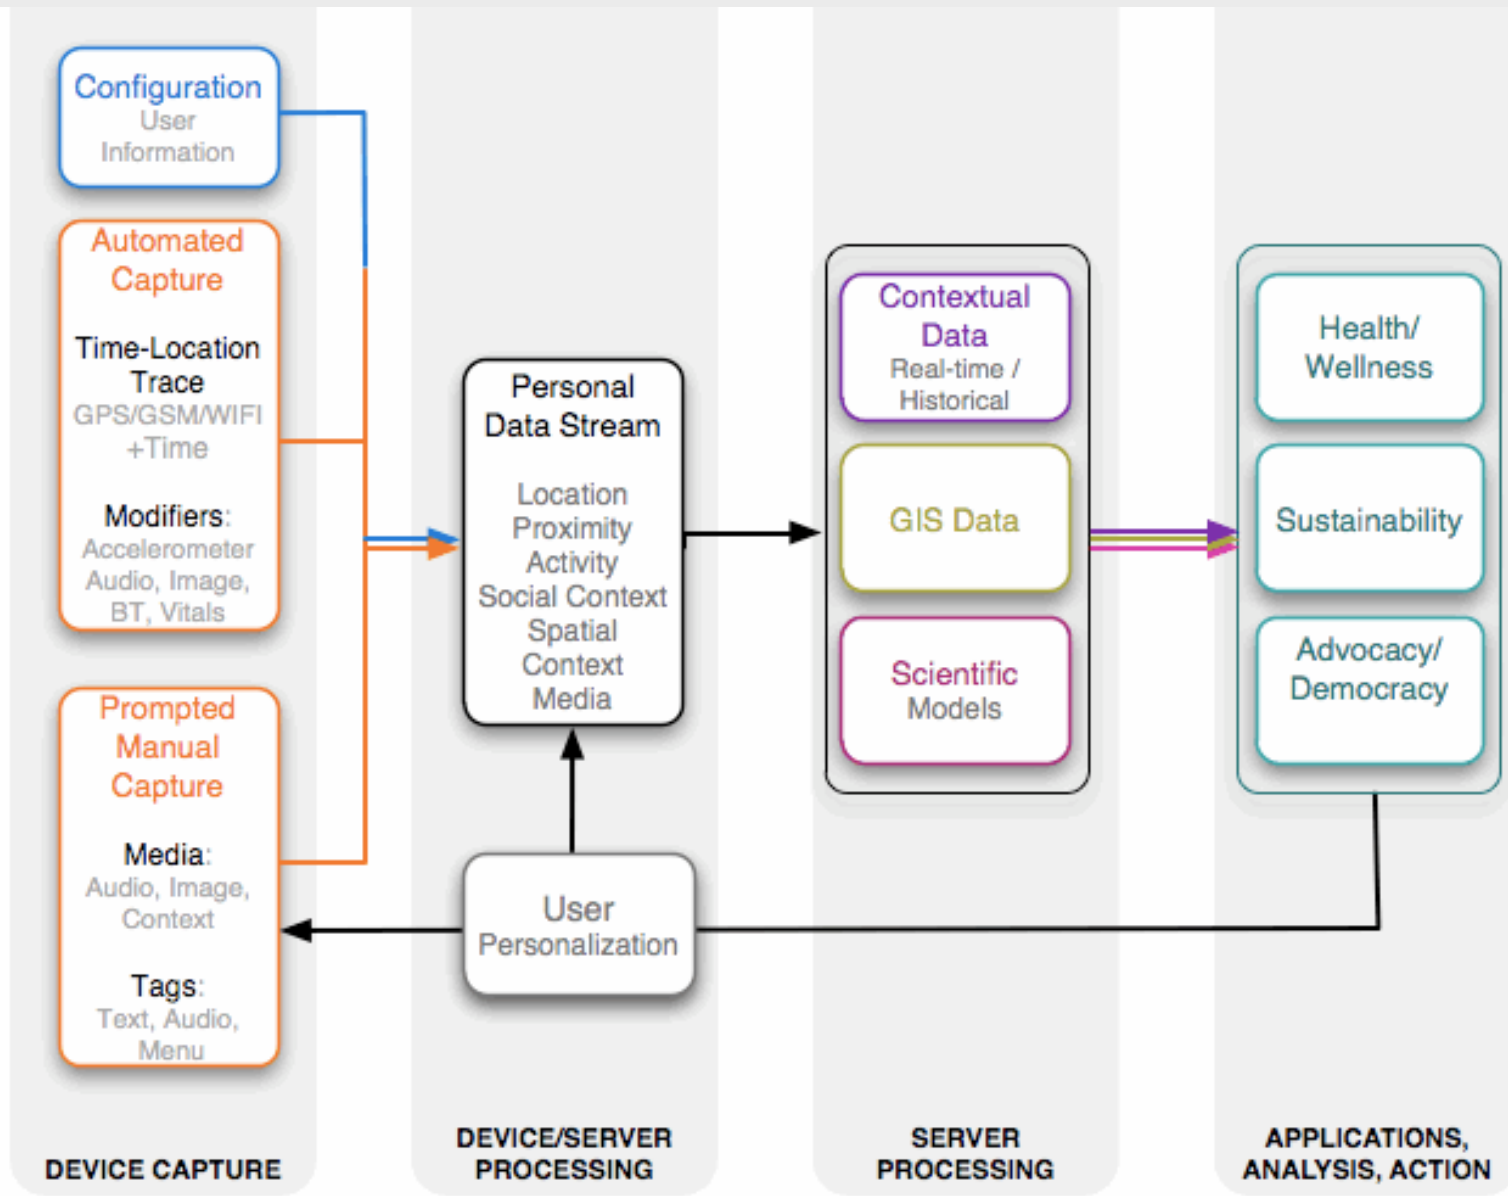 Configuration
User
Information
Automated
Capture
Time-Location
Trace
GPS/GSM/WIFI
+Time
Modifiers:
Accelerometer
Audio, Image,
BT, Vitals
Prompted
Manual
Capture
Media:
Audio, Image,
Context
Tags:
Text, Audio,
Menu
DEVICE CAPTURE
Personal
Data Stream
Location
Proximity
Activity
Social Context
Spatial
Context
Media
User
Personalization
DEVICE/SERVER
PROCESSING
Contextual
Data
Real-time /
Historical
GIS Data
Scientific
Models
SERVER
PROCESSING
Health/
Wellness
Sustainability
Advocacy/
Democracy
APPLICATIONS,
ANALYSIS, ACTION